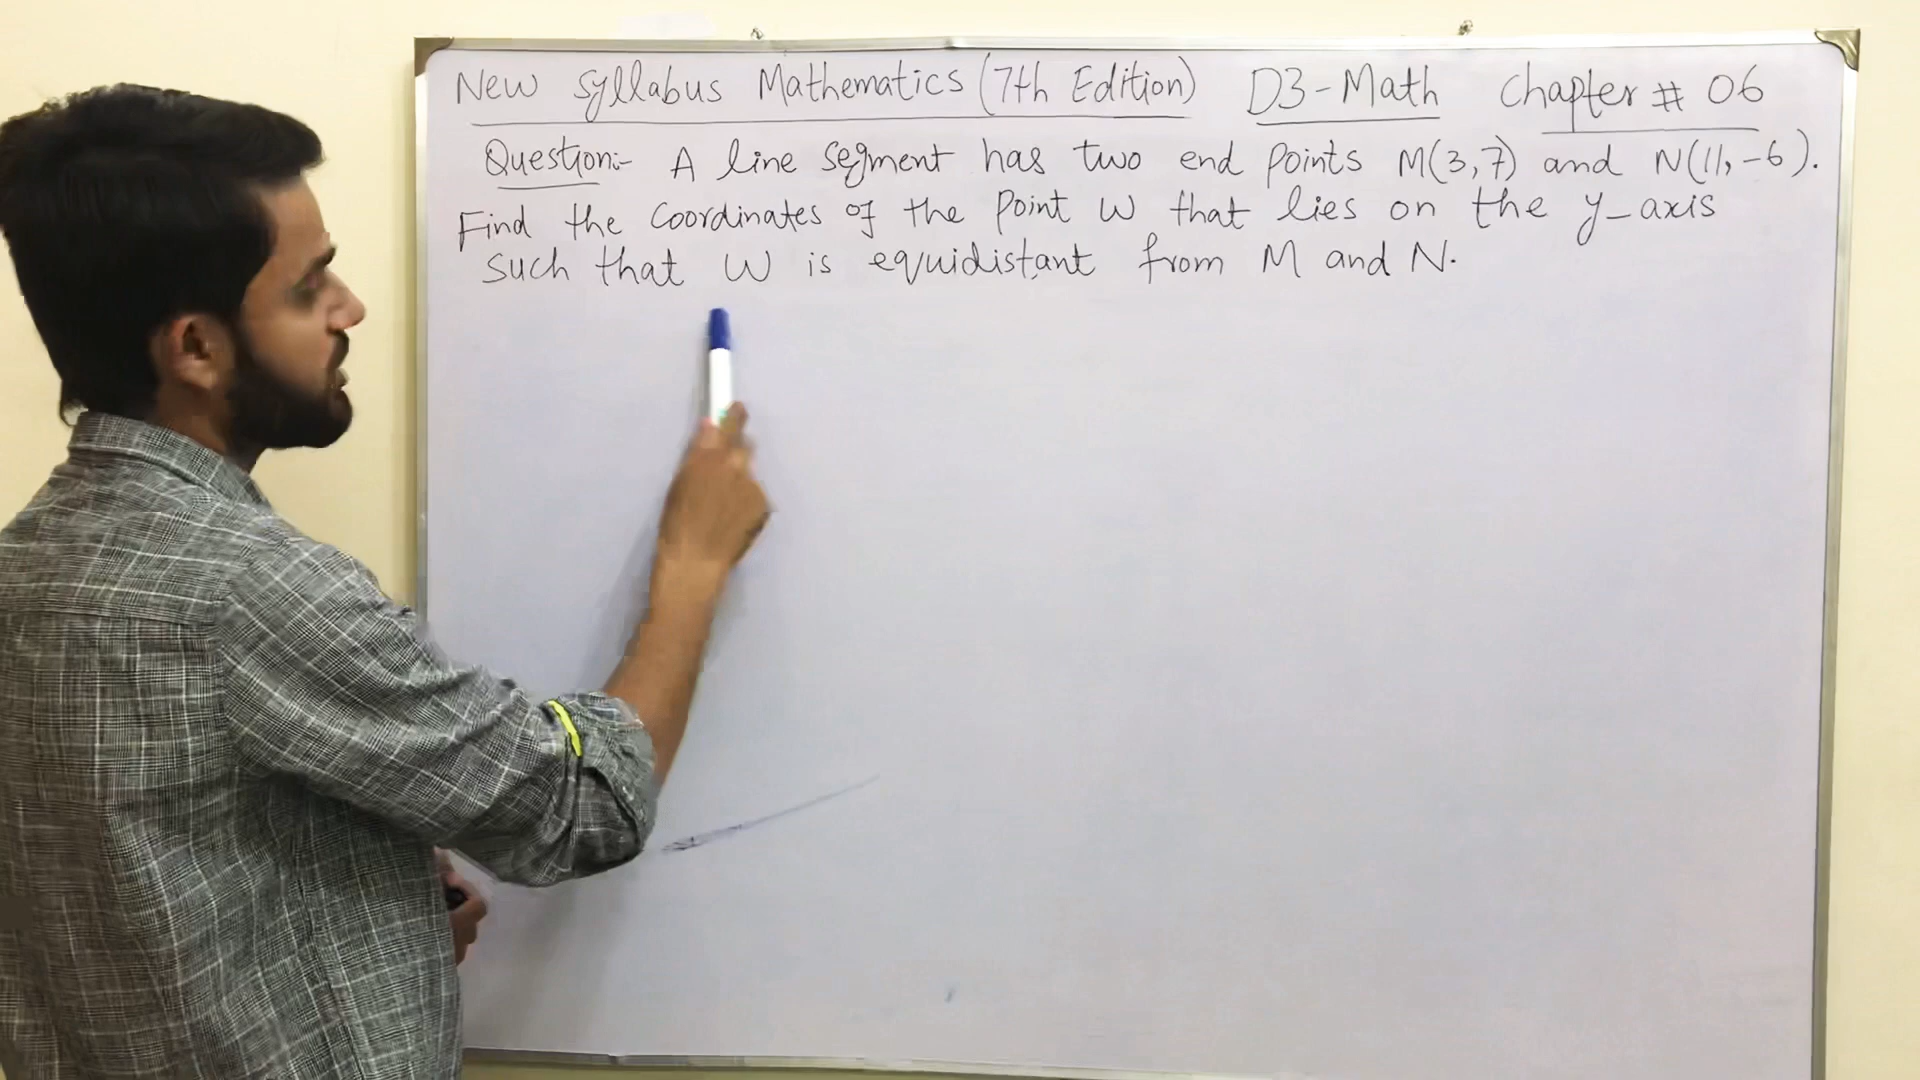 New Syllabus Mathematics (7th Edition) D3-Math Chapter # 06
Question:- A line segment has two end points M(3,7) and N(11,-6).
Find the coordinates of the point W that lies on the y-axis
such that W is equidistant from M and N.